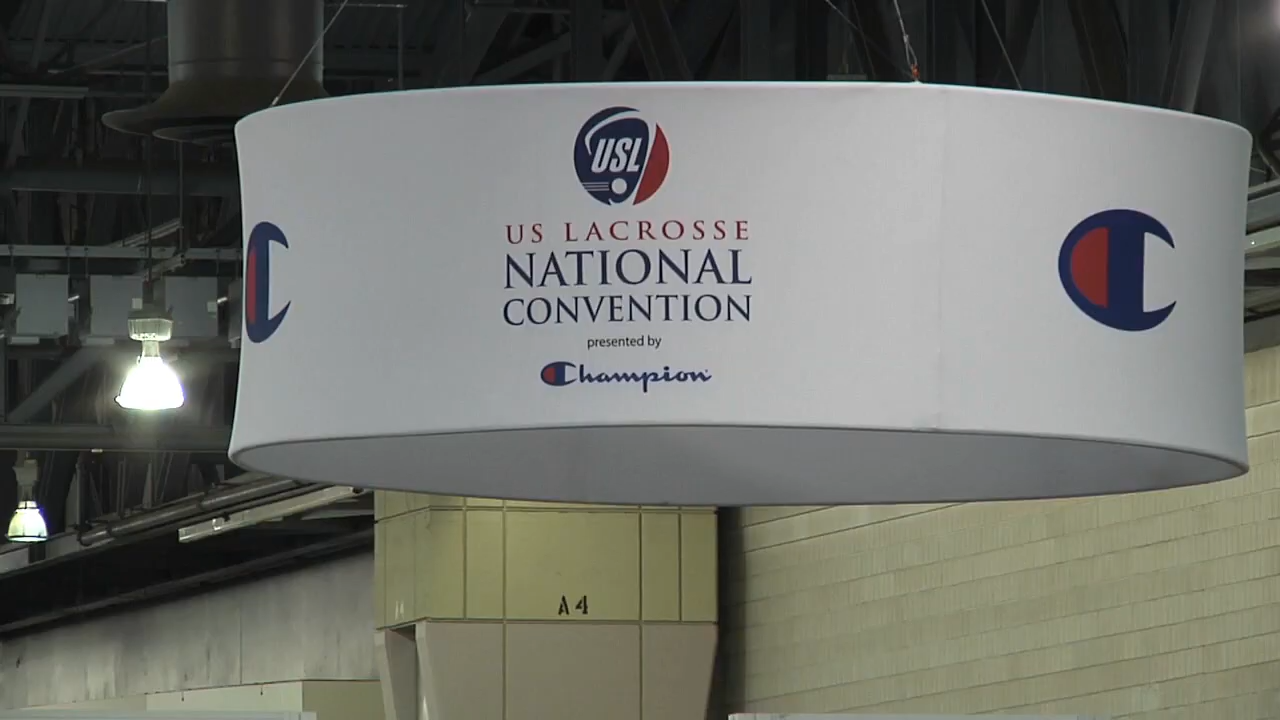 USL
US LACROSSE
NATIONAL
CONVENTION
presented by
Champion
A4